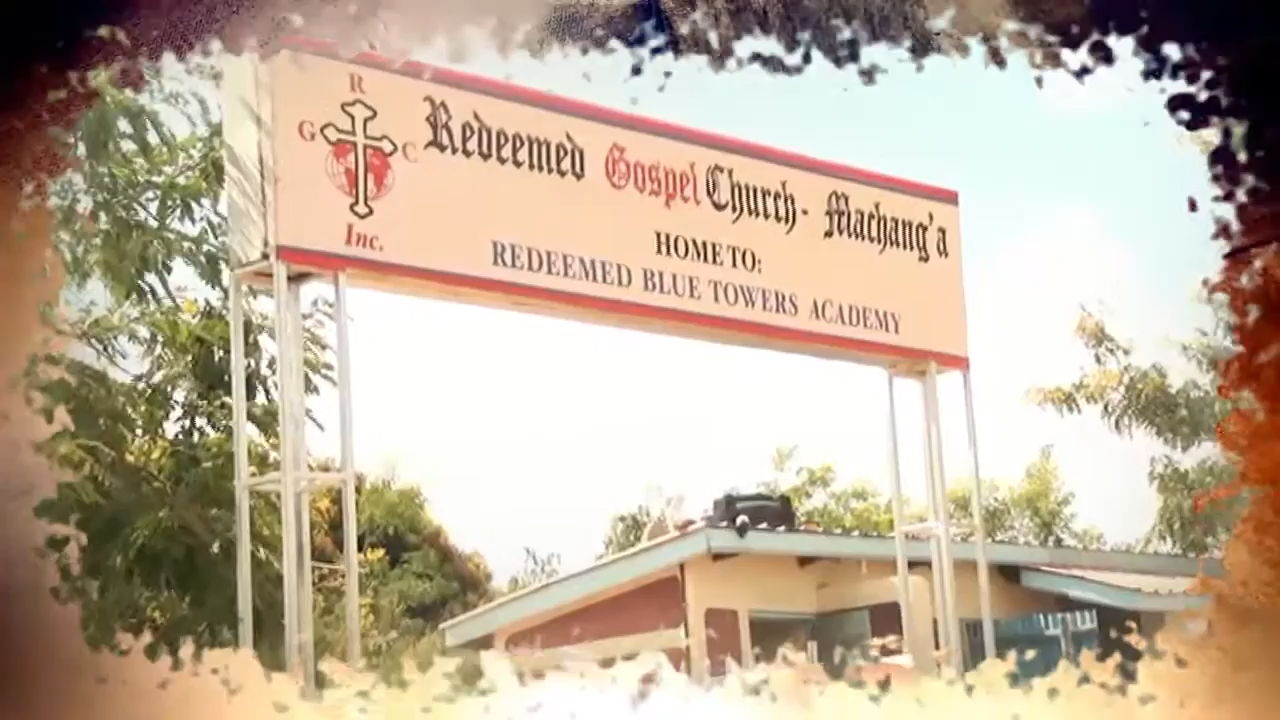 R
G C
Inc.
Redeemed Gospel Church- Machang'a
HOME TO:
REDEEMED BLUE TOWERS ACADEMY